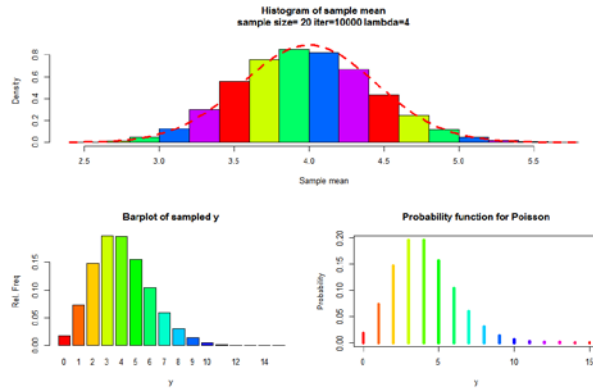 Histogram of sample mean
sample size= 20 iter=10000 lambda=4
Density
0.0 0.2 0.4 0.6 0.8
2.5 3.0 3.5 4.0 4.5 5.0 5.5
Sample mean
Barplot of sampled y
Rel. Freq
0.00 0.05 0.10 0.15
0 1 2 3 4 5 6 7 8 9 10 12 14
y
Probability function for Poisson
Probability
0.00 0.05 0.10 0.15 0.20
0 5 10 15
y